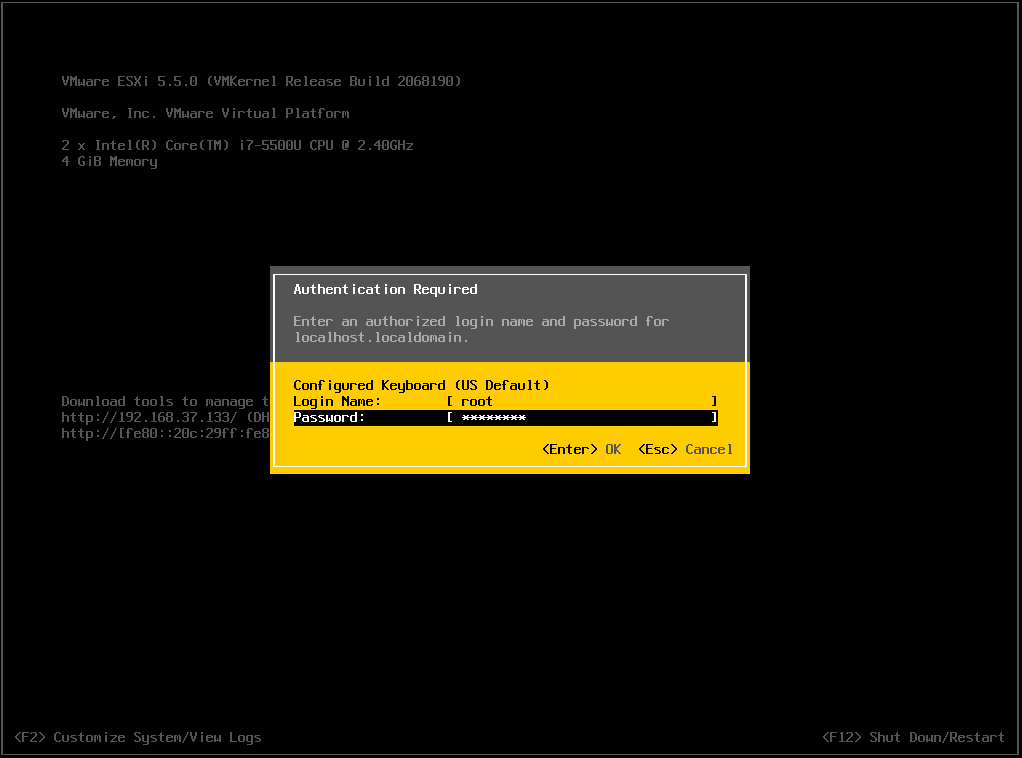 VMware ESXi 5.5.0 (VMKernel Release Build 2068190)
VMware, Inc. VMware Virtual Platform
2 x Intel(R) Core(TM) i7-5500U CPU @ 2.40GHz
4 GiB Memory
Authentication Required
Enter an authorized login name and password for
localhost.localdomain.
Configured Keyboard (US Default)
Login Name: [ root ]
Password: [ ******** ]
<Enter> OK <Esc> Cancel
Download tools to manage t
http://192.168.37.133/ (DH
http://[fe80::20c:29ff:fe8
<F2> Customize System/View Logs
<F12> Shut Down/Restart